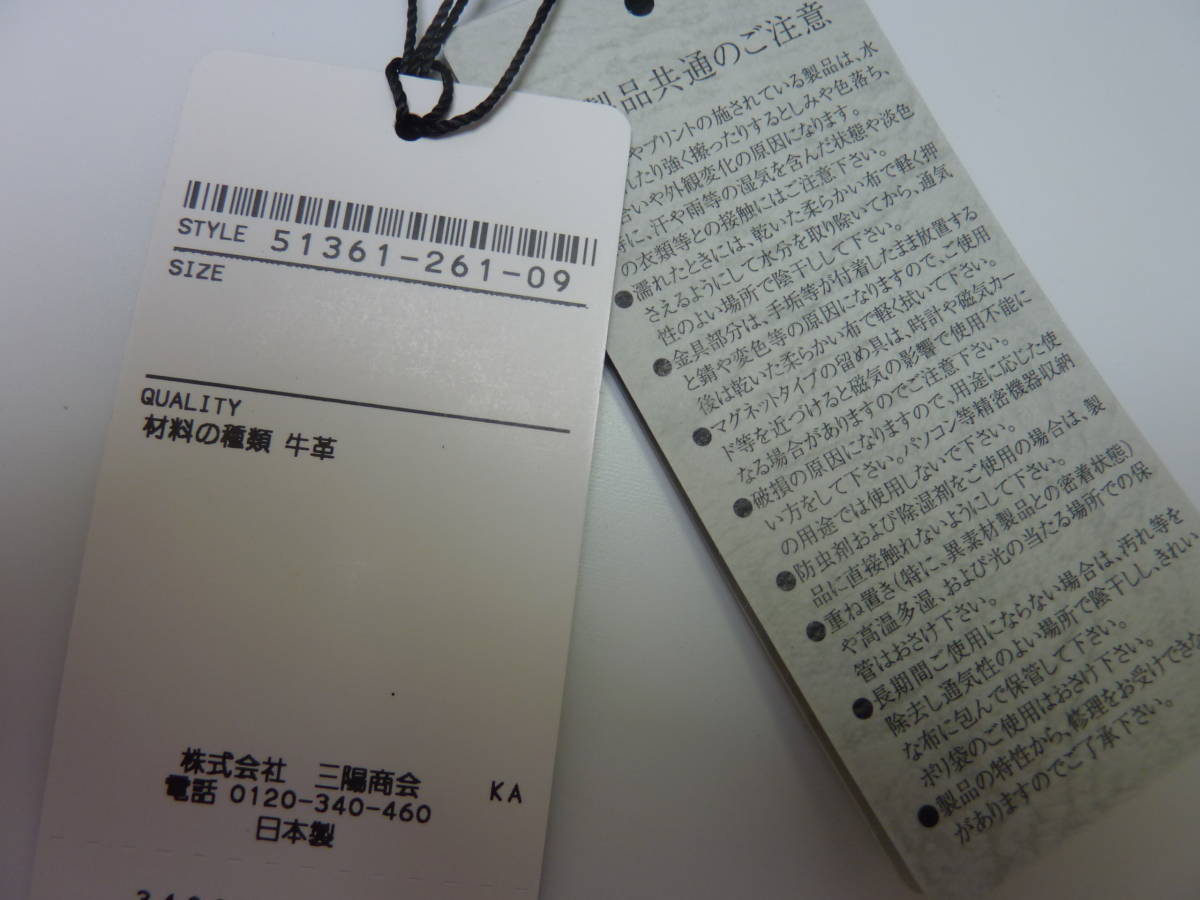 STYLE 51361-261-09
SIZE
QUALITY
材料の種類 牛革
株式会社 三陽商会 KA
電話 0120-340-460
日本製
製品共通のご注意
やプリントの施されている製品は、水
たり強く擦ったりするとしみや色落ち、
合いや外観変化の原因になります。
特に、汗や雨等の湿気を含んだ状態や淡色
の衣類等との接触にはご注意下さい。
●濡れたときには、乾いた柔らかい布で軽く押
さえるようにして水分を取り除いてから、通気
性のよい場所で陰干しして下さい。
●金具部分は、手垢等が付着したまま放置する
と錆や変色等の原因になりますので、ご使用
後は乾いた柔らかい布で軽く拭いて下さい。
●マグネットタイプの留め具は、時計や磁気カー
ド等を近づけると磁気の影響で使用不能に
なる場合がありますのでご注意下さい。
●破損の原因になりますので、用途に応じた使
い方をして下さい。パソコン等精密機器収納
の用途では使用しないで下さい。
●防虫剤および除湿剤をご使用の場合は、製
品に直接触れないようにして下さい。
●重ね置き(特に、異素材製品との密着状態)
や高温多湿、および光の当たる場所での保
管はおさけ下さい。
●長期間ご使用にならない場合は、汚れ等を
除去し通気性のよい場所で陰干しし、きれい
な布に包んで保管して下さい。
ポリ袋のご使用はおさけ下さい。
●製品の特性から、修理をお受けできな
がありますのでご了承下さい。